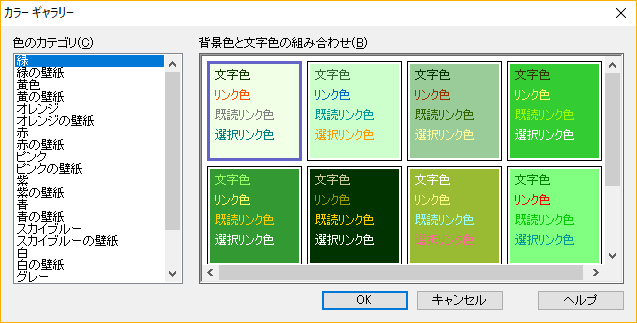 カラー ギャラリー
色のカテゴリ(C)
緑
緑の壁紙
黄色
黄の壁紙
オレンジ
オレンジの壁紙
赤
赤の壁紙
ピンク
ピンクの壁紙
紫
紫の壁紙
青
青の壁紙
スカイブルー
スカイブルーの壁紙
白
白の壁紙
グレー
背景色と文字色の組み合わせ(B)
文字色
リンク色
既読リンク色
選択リンク色
文字色
リンク色
既読リンク色
選択リンク色
文字色
リンク色
既読リンク色
選択リンク色
文字色
リンク色
既読リンク色
選択リンク色
文字色
リンク色
既読リンク色
選択リンク色
文字色
リンク色
既読リンク色
選択リンク色
文字色
リンク色
既読リンク色
選択リンク色
文字色
リンク色
既読リンク色
選択リンク色
OK
キャンセル
ヘルプ